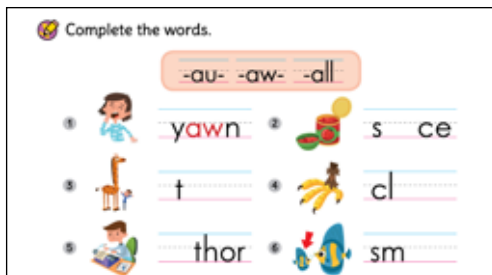 Complete the words.
-au- -aw- -all
1 yawn 2 s ce
3 t 4 cl
5 thor 6 sm